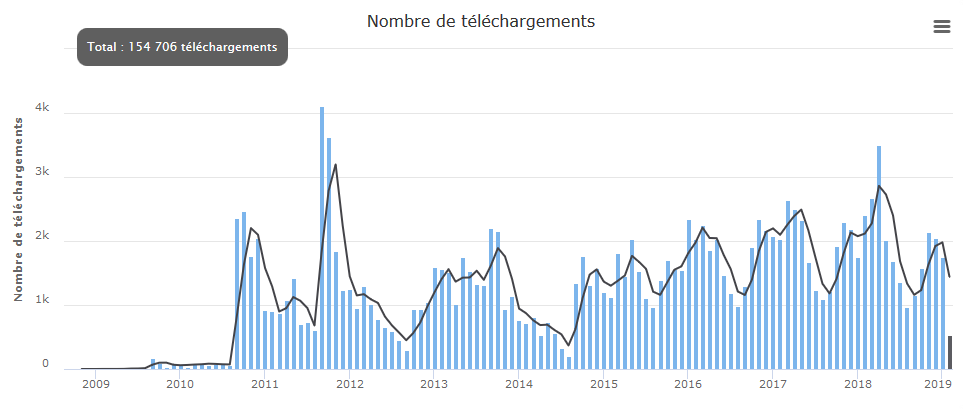 Nombre de téléchargements
Total : 154 706 téléchargements
Nombre de téléchargements
4k
3k
2k
1k
0
2009 2010 2011 2012 2013 2014 2015 2016 2017 2018 2019